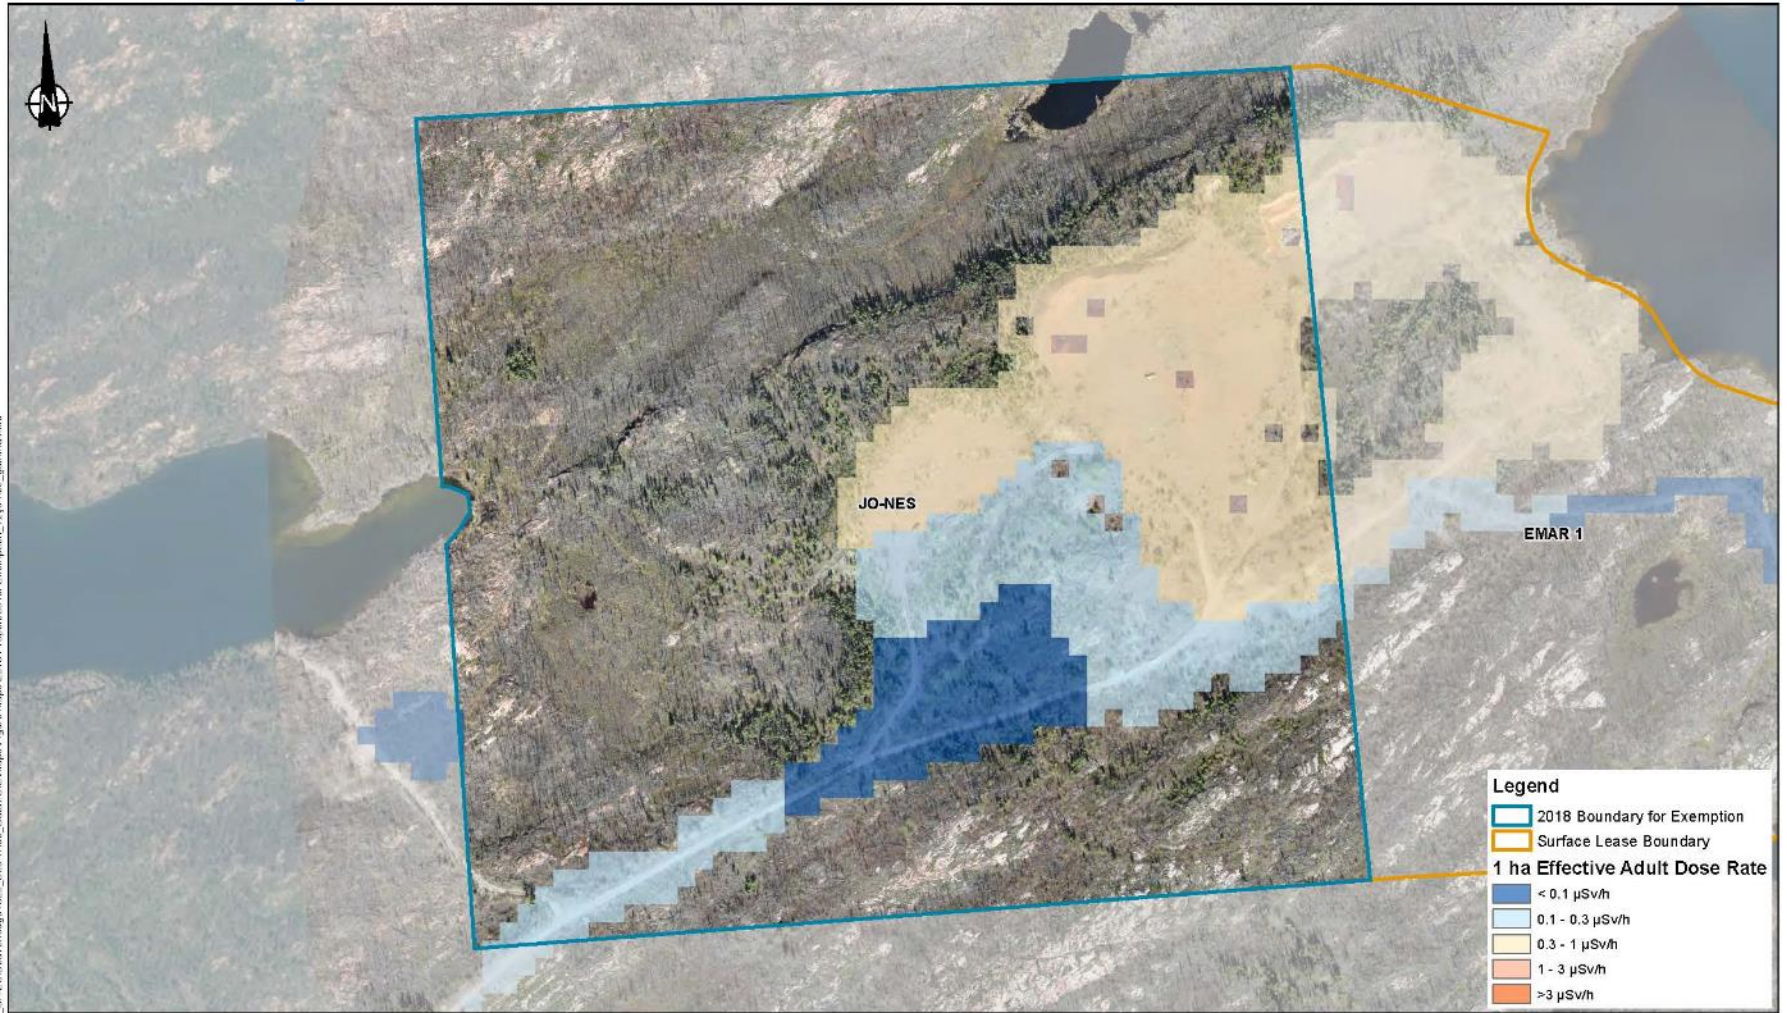 N
JO-NES
EMAR 1
Legend
2018 Boundary for Exemption
Surface Lease Boundary
1 ha Effective Adult Dose Rate
< 0.1 µSv/h
0.1 - 0.3 µSv/h
0.3 - 1 µSv/h
1 - 3 µSv/h
>3 µSv/h